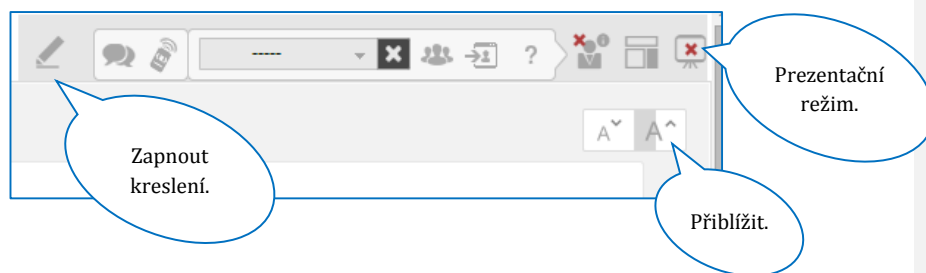 -----
?
Prezentační
režim.
A A
Zapnout
kreslení.
Přiblížit.